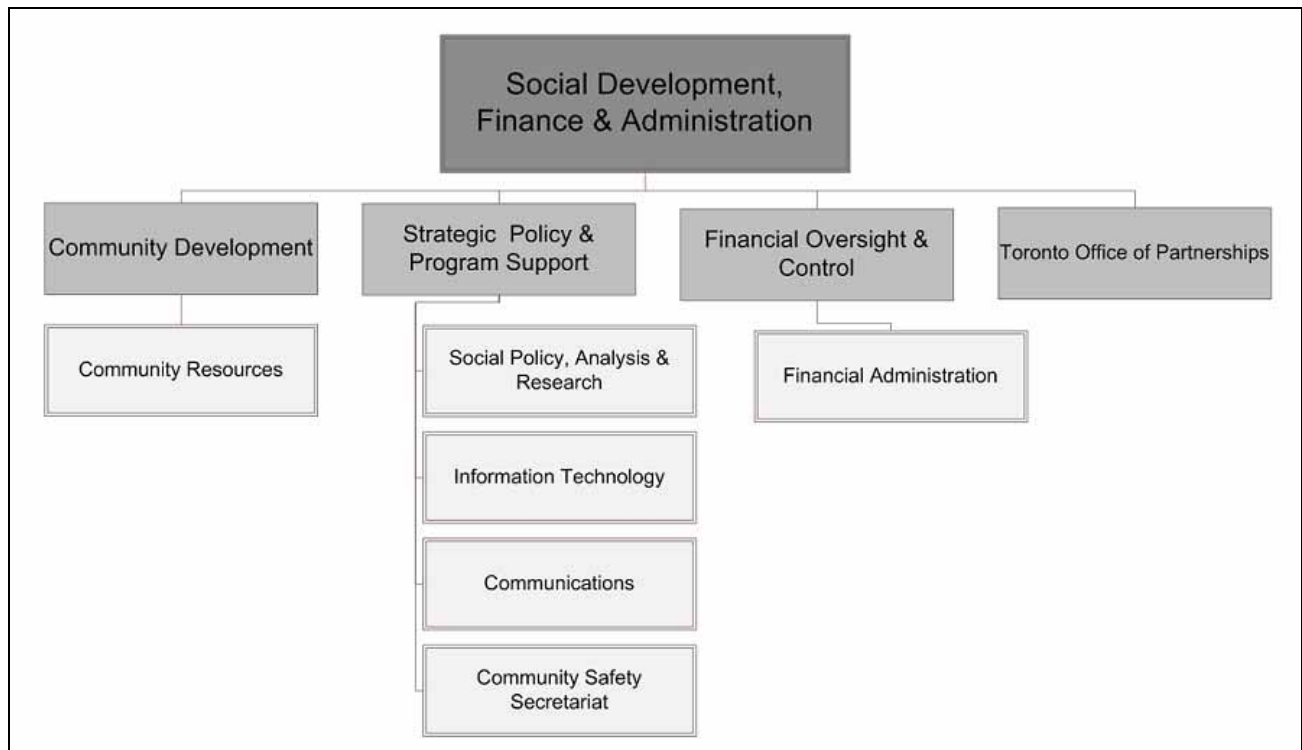 Social Development,
Finance & Administration
Community Development
Strategic Policy &
Program Support
Financial Oversight &
Control
Toronto Office of Partnerships
Community Resources
Social Policy, Analysis &
Research
Information Technology
Communications
Community Safety
Secretariat
Financial Administration